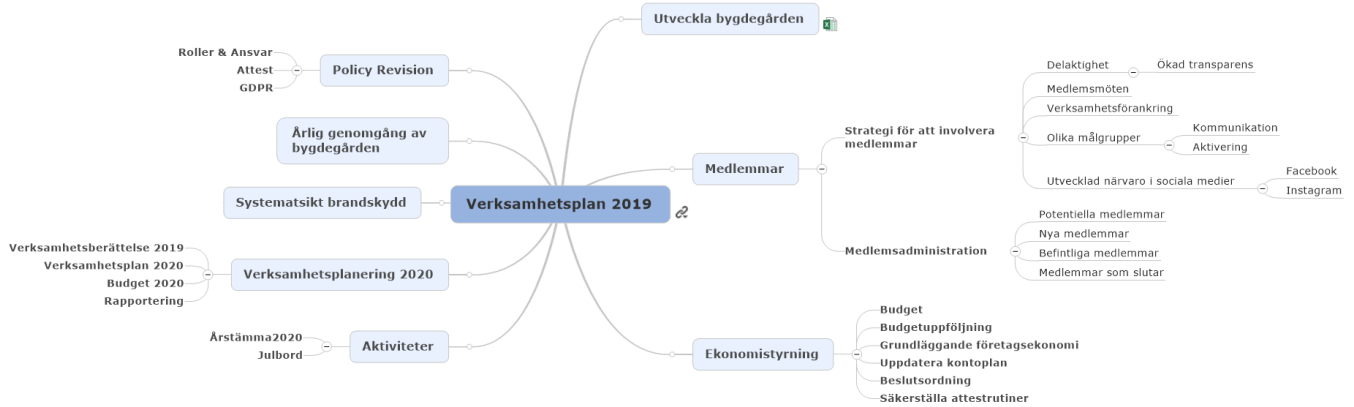 Verksamhetsplan 2019
Utveckla bygdegården
Medlemmar
Strategi för att involvera
medlemmar
Delaktighet
Ökad transparens
Medlemsmöten
Verksamhetsförankring
Olika målgrupper
Kommunikation
Aktivering
Utvecklad närvaro i sociala medier
Facebook
Instagram
Medlemsadministration
Potentiella medlemmar
Nya medlemmar
Befintliga medlemmar
Medlemmar som slutar
Ekonomistyrning
Budget
Budgetuppföljning
Grundläggande företagsekonomi
Uppdatera kontoplan
Beslutsordning
Säkerställa attestrutiner
Policy Revision
Roller & Ansvar
Attest
GDPR
Årlig genomgång av
bygdegården
Systematsikt brandskydd
Verksamhetsplanering 2020
Verksamhetsberättelse 2019
Verksamhetsplan 2020
Budget 2020
Rapportering
Aktiviteter
Årstämma2020
Julbord